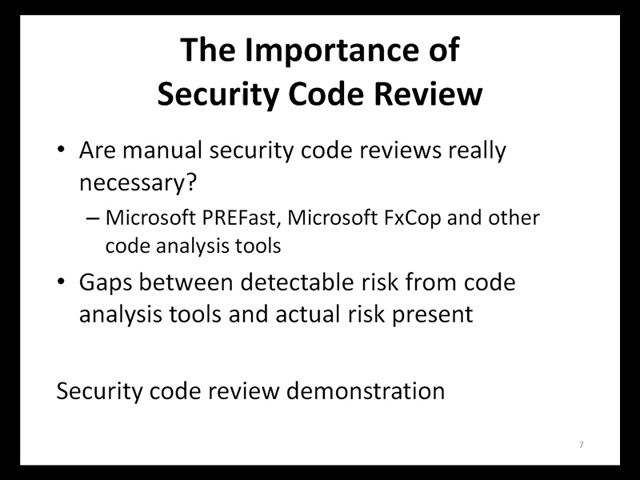 The Importance of
Security Code Review
• Are manual security code reviews really
necessary?
– Microsoft PREFast, Microsoft FxCop and other
code analysis tools
• Gaps between detectable risk from code
analysis tools and actual risk present
Security code review demonstration
7